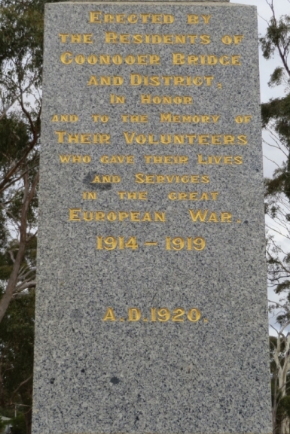 Erected by
the Residents of
Coonooer Bridge
and District,
in Honor
and to the Memory of
Their Volunteers
who gave their Lives
and Services
in the great
European War
1914 – 1919
A.D. 1920.